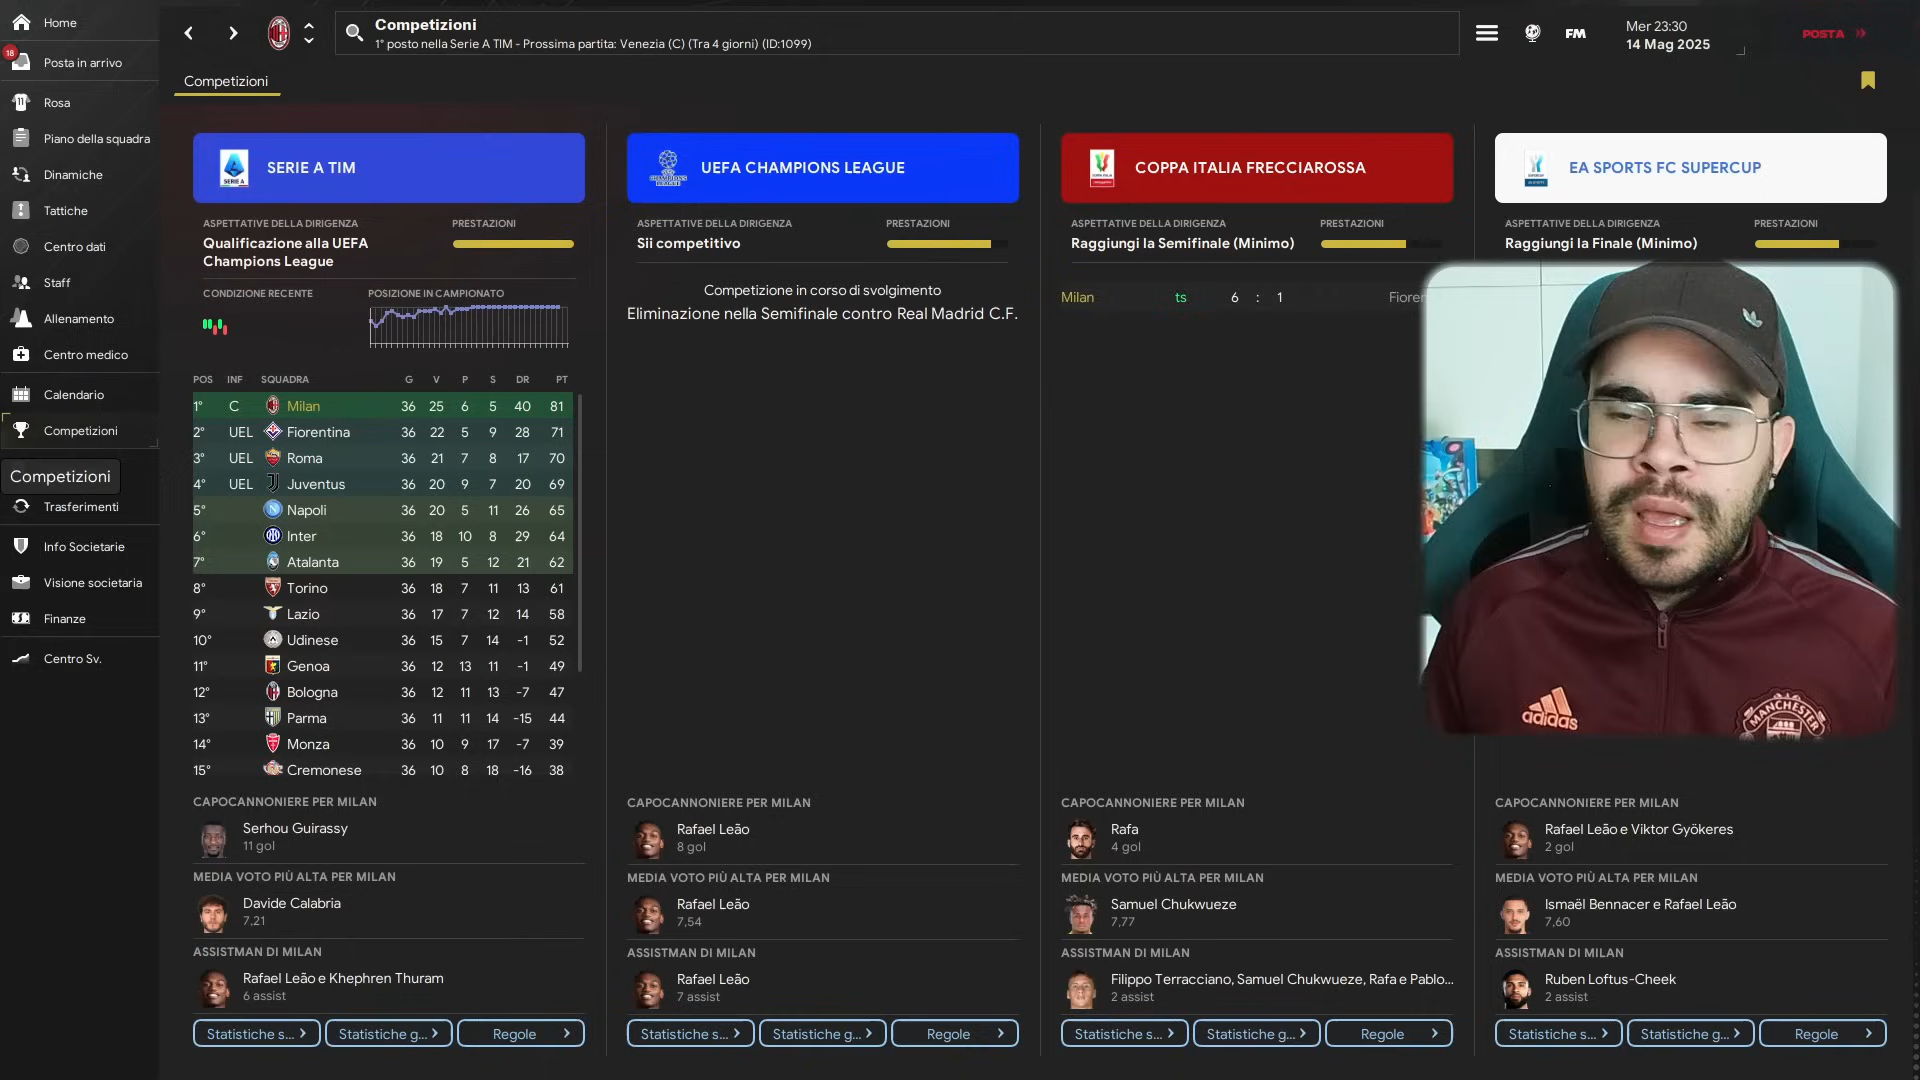 Home
18
Posta in arrivo
Rosa
Piano della squadra
Dinamiche
Tattiche
Centro dati
Staff
Allenamento
Centro medico
Calendario
Competizioni
Competizioni
Trasferimenti
Info Societarie
Visione societaria
Finanze
Centro Sv.
Competizioni
1° posto nella Serie A TIM - Prossima partita: Venezia (C) (Tra 4 giorni) (ID:1099)
FM
Mer 23:30
14 Mag 2025
POSTA
Competizioni
SERIE A TIM
ASPETTATIVE DELLA DIRIGENZA
PRESTAZIONI
Qualificazione alla UEFA
Champions League
CONDIZIONE RECENTE
POSIZIONE IN CAMPIONATO
POS INF SQUADRA G V P S DR PT
1° C Milan 36 25 6 5 40 81
2° UEL Fiorentina 36 22 5 9 28 71
3° UEL Roma 36 21 7 8 17 70
4° UEL Juventus 36 20 9 7 20 69
5° Napoli 36 20 5 11 26 65
6° Inter 36 18 10 8 29 64
7° Atalanta 36 19 5 12 21 62
8° Torino 36 18 7 11 13 61
9° Lazio 36 17 7 12 14 58
10° Udinese 36 15 7 14 -1 52
11° Genoa 36 12 13 11 -1 49
12° Bologna 36 12 11 13 -7 47
13° Parma 36 11 11 14 -15 44
14° Monza 36 10 9 17 -7 39
15° Cremonese 36 10 8 18 -16 38
CAPOCANNONIERE PER MILAN
Serhou Guirassy
11 gol
MEDIA VOTO PIÙ ALTA PER MILAN
Davide Calabria
7,21
ASSISTMAN DI MILAN
Rafael Leão e Khephren Thuram
6 assist
Statistiche s...
Statistiche g...
Regole
UEFA CHAMPIONS LEAGUE
ASPETTATIVE DELLA DIRIGENZA
PRESTAZIONI
Sii competitivo
Competizione in corso di svolgimento
Eliminazione nella Semifinale contro Real Madrid C.F.
CAPOCANNONIERE PER MILAN
Rafael Leão
8 gol
MEDIA VOTO PIÙ ALTA PER MILAN
Rafael Leão
7,54
ASSISTMAN DI MILAN
Rafael Leão
7 assist
Statistiche s...
Statistiche g...
Regole
COPPA ITALIA FRECCIAROSSA
ASPETTATIVE DELLA DIRIGENZA
PRESTAZIONI
Raggiungi la Semifinale (Minimo)
Milan ts 6 : 1 Fioren
CAPOCANNONIERE PER MILAN
Rafa
4 gol
MEDIA VOTO PIÙ ALTA PER MILAN
Samuel Chukwueze
7,77
ASSISTMAN DI MILAN
Filippo Terracciano, Samuel Chukwueze, Rafa e Pablo...
2 assist
Statistiche s...
Statistiche g...
Regole
EA SPORTS FC SUPERCUP
ASPETTATIVE DELLA DIRIGENZA
PRESTAZIONI
Raggiungi la Finale (Minimo)
adidas
MANCHESTER
CAPOCANNONIERE PER MILAN
Rafael Leão e Viktor Gyökeres
2 gol
MEDIA VOTO PIÙ ALTA PER MILAN
Ismaël Bennacer e Rafael Leão
7,60
ASSISTMAN DI MILAN
Ruben Loftus-Cheek
2 assist
Statistiche s...
Statistiche g...
Regole